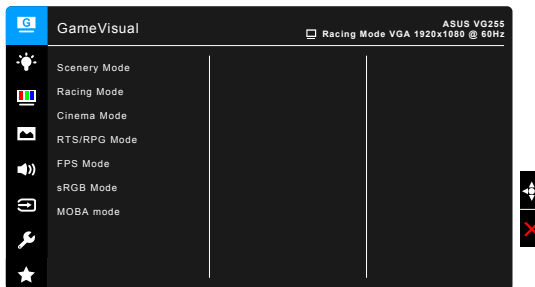 G
GameVisual
ASUS VG255
Racing Mode VGA 1920x1080 @ 60Hz
Scenery Mode
Racing Mode
Cinema Mode
RTS/RPG Mode
FPS Mode
sRGB Mode
MOBA mode